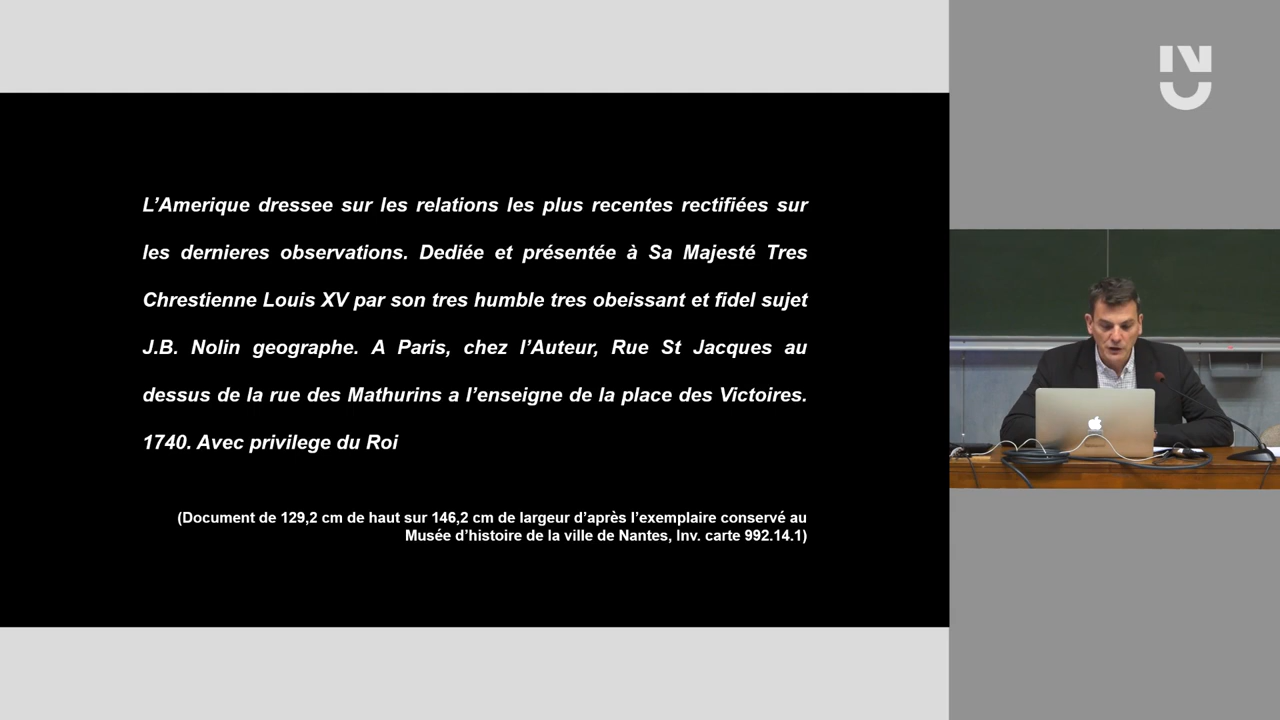 L’Amerique dressee sur les relations les plus recentes rectifiées sur
les dernieres observations. Dediée et présentée à Sa Majesté Tres
Chrestienne Louis XV par son tres humble tres obeissant et fidel sujet
J.B. Nolin geographe. A Paris, chez l’Auteur, Rue St Jacques au
dessus de la rue des Mathurins a l’enseigne de la place des Victoires.
1740. Avec privilege du Roi
(Document de 129,2 cm de haut sur 146,2 cm de largeur d’après l’exemplaire conservé au
Musée d’histoire de la ville de Nantes, Inv. carte 992.14.1)